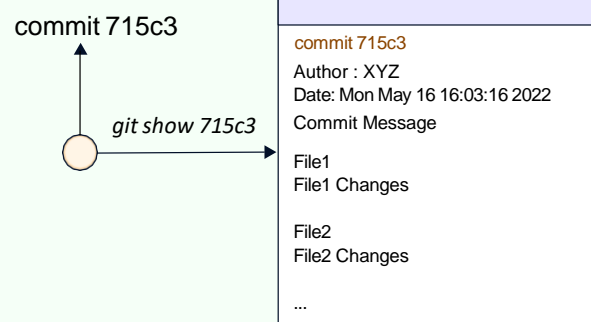 commit 715c3
git show 715c3
commit 715c3
Author : XYZ
Date: Mon May 16 16:03:16 2022
Commit Message
File1
File1 Changes
File2
File2 Changes
...